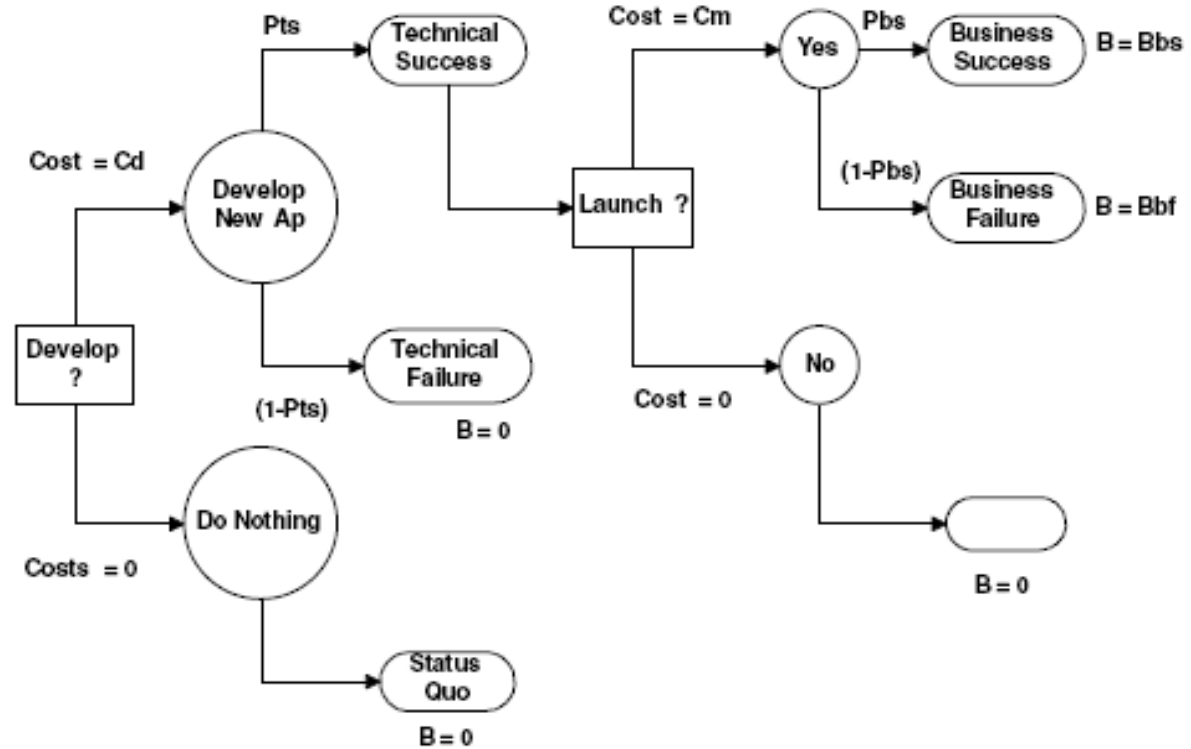 Pts
Technical
Success
Cost = Cm
Yes
Pbs
Business
Success
B = Bbs
Cost = Cd
Develop
New Ap
Launch ?
(1-Pbs)
Business
Failure
B = Bbf
Develop
?
Technical
Failure
(1-Pts)
B = 0
No
Cost = 0
Do Nothing
Costs = 0
B = 0
Status
Quo
B = 0